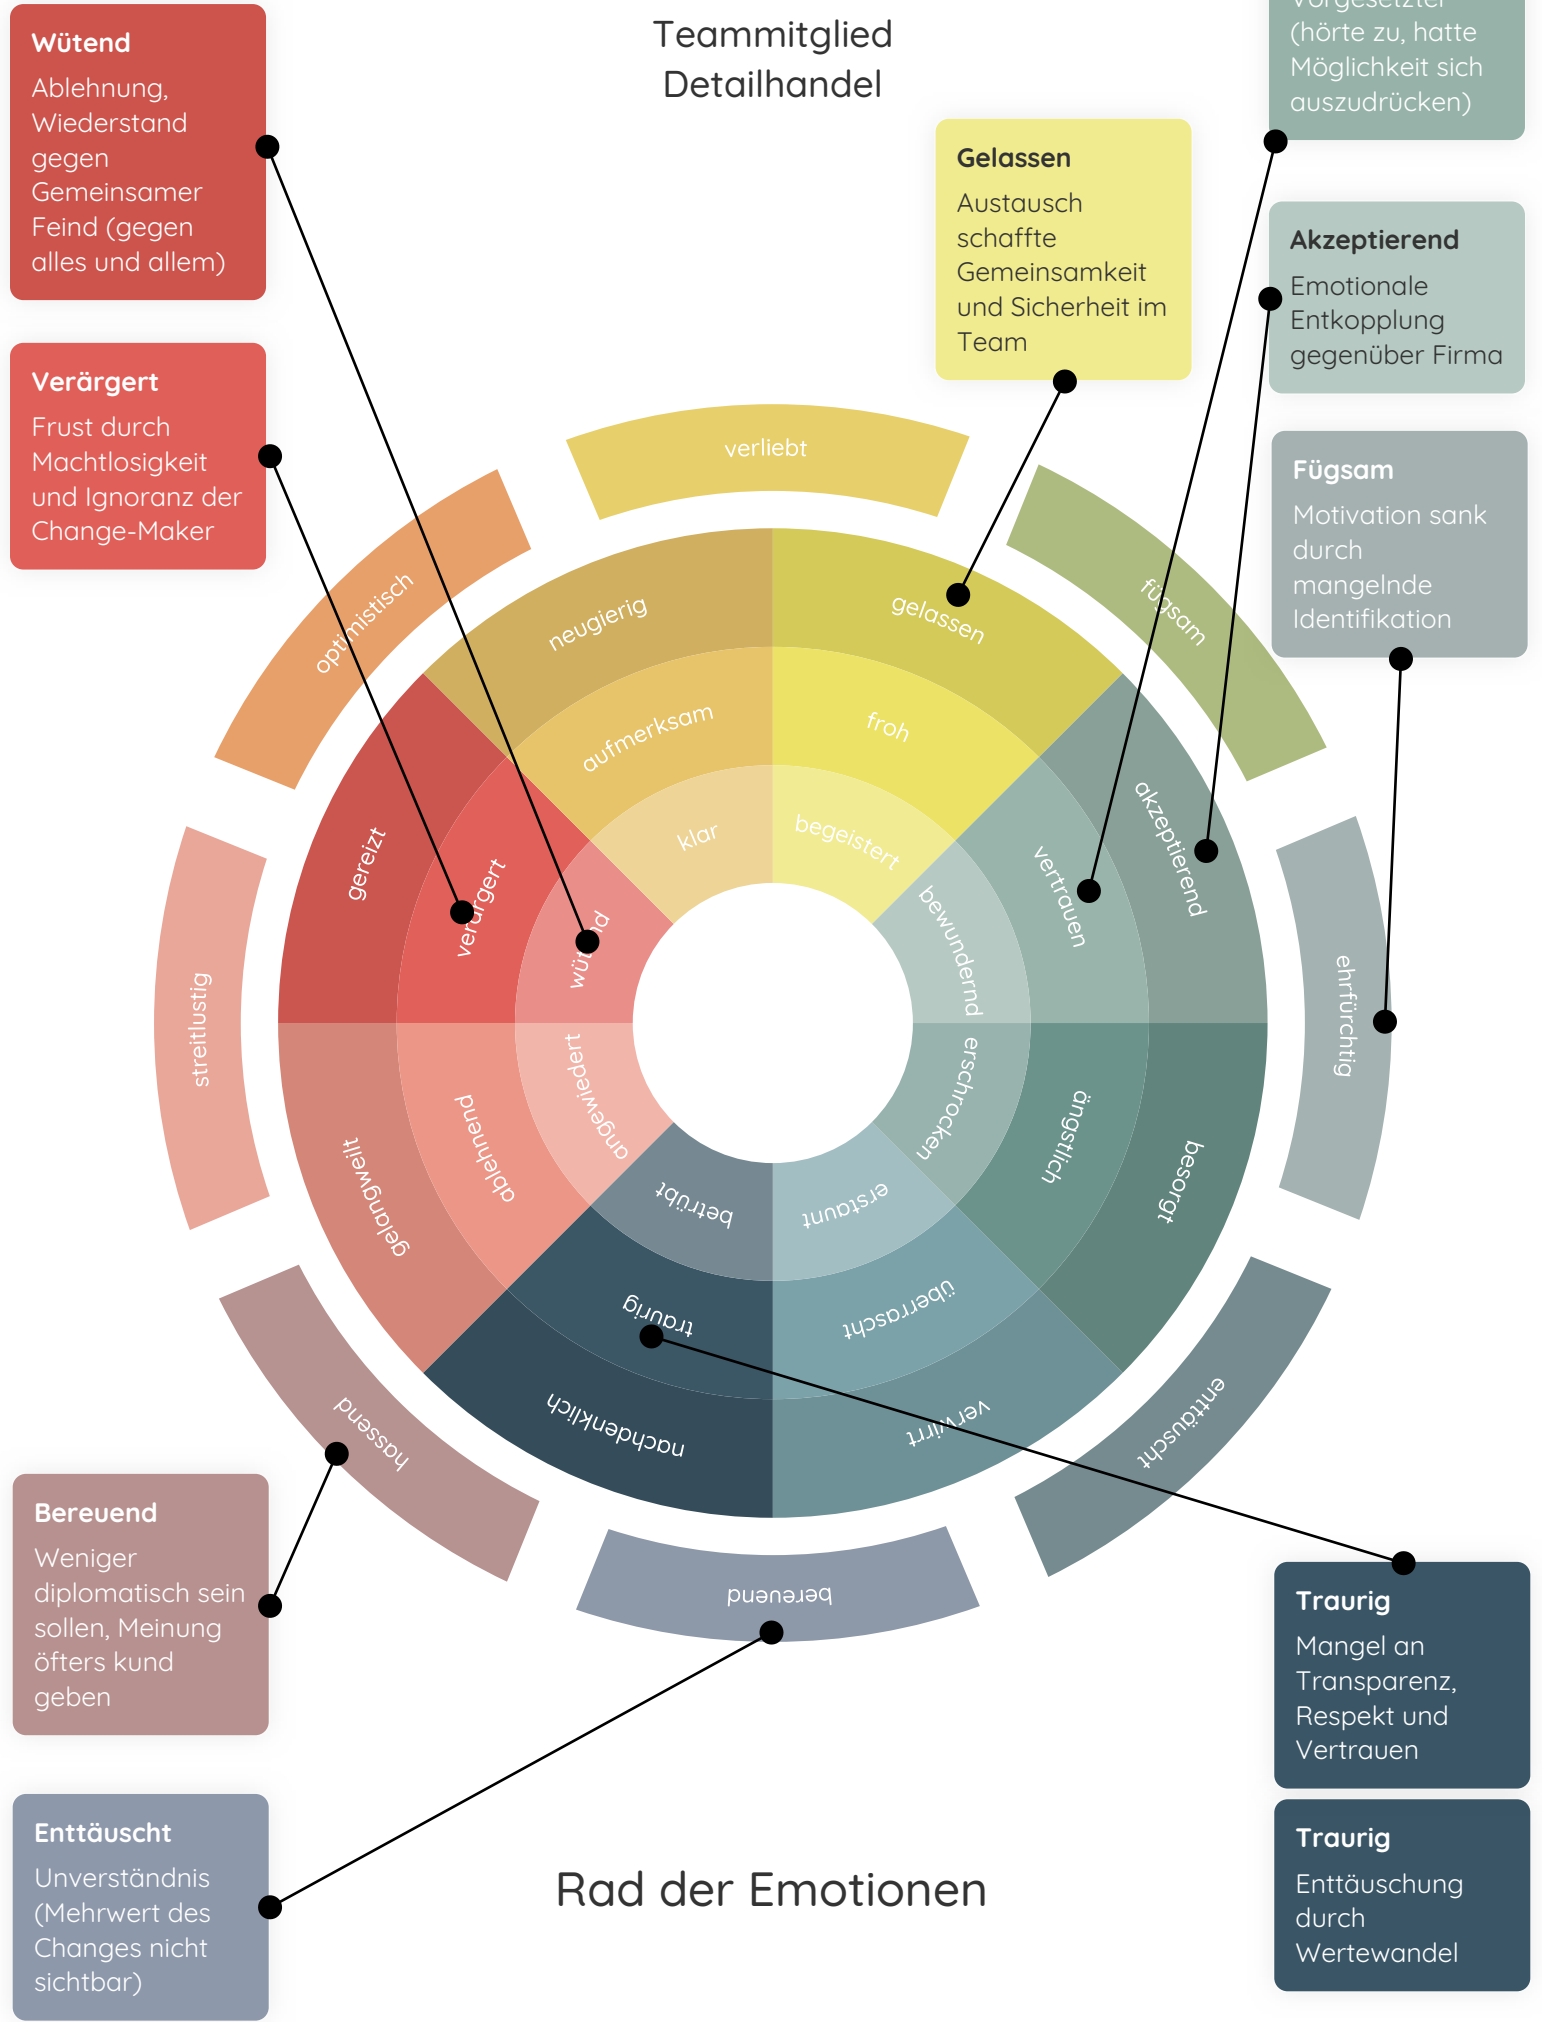 Teammitglied
Detailhandel
Wütend
Ablehnung,
Wiederstand
gegen
Gemeinsamer
Feind (gegen
alles und allem)
Verärgert
Frust durch
Machtlosigkeit
und Ignoranz der
Change-Maker
Gelassen
Austausch
schaffte
Gemeinsamkeit
und Sicherheit im
Team
Vorgesetzter
(hörte zu, hatte
Möglichkeit sich
auszudrücken)
Akzeptierend
Emotionale
Entkopplung
gegenüber Firma
Fügsam
Motivation sank
durch
mangelnde
Identifikation
verliebt
optimistisch
fügsam
neugierig
gelassen
aufmerksam
froh
klar
begeistert
gereizt
verärgert
wütend
bewundernd
vertrauen
akzeptierend
streitlustig
ehrfürchtig
gelangweilt
ablehnend
angewiedert
erschrocken
ängstlich
besorgt
betrübt
erstaunt
traurig
überrascht
nachdenklich
verwirrt
hassend
enttäuscht
bereuend
Bereuend
Weniger
diplomatisch sein
sollen, Meinung
öfters kund
geben
Enttäuscht
Unverständnis
(Mehrwert des
Changes nicht
sichtbar)
Rad der Emotionen
Traurig
Mangel an
Transparenz,
Respekt und
Vertrauen
Traurig
Enttäuschung
durch
Wertewandel